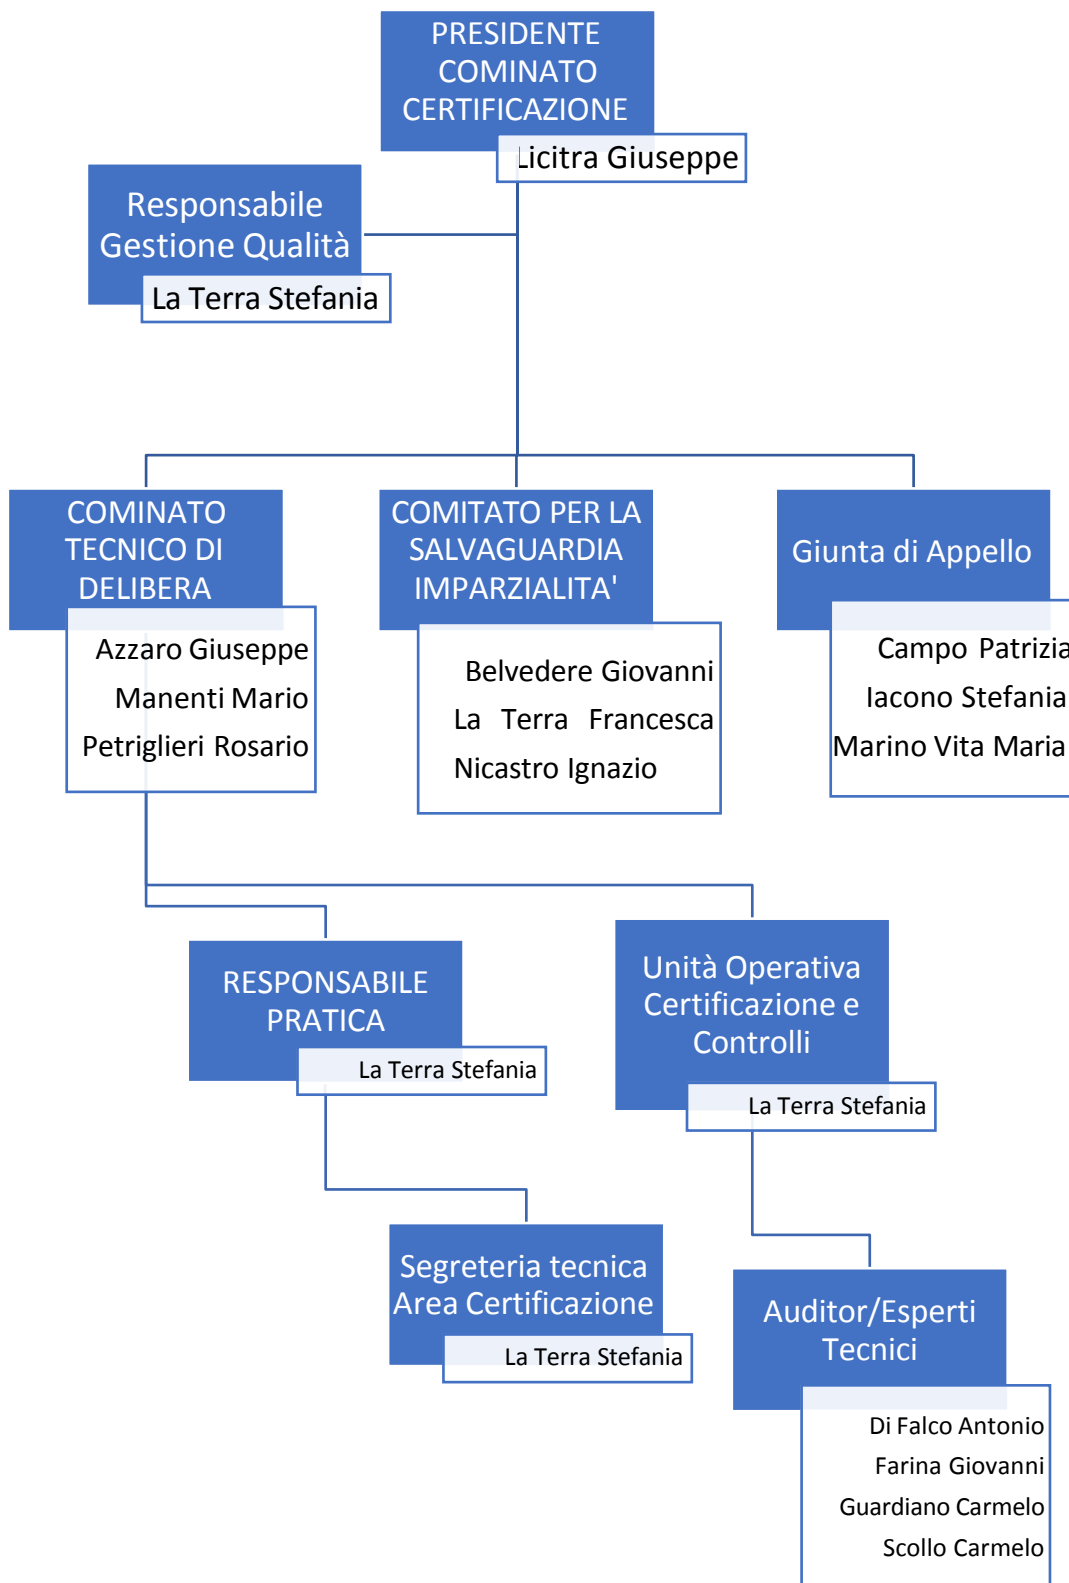 PRESIDENTE
COMINATO
CERTIFICAZIONE
Licitra Giuseppe
Responsabile
Gestione Qualità
La Terra Stefania
COMINATO
TECNICO DI
DELIBERA
Azzaro Giuseppe
Manenti Mario
Petriglieri Rosario
COMITATO PER LA
SALVAGUARDIA
IMPARZIALITA'
Belvedere Giovanni
La Terra Francesca
Nicastro Ignazio
Giunta di Appello
Campo Patrizia
Iacono Stefania
Marino Vita Maria
RESPONSABILE
PRATICA
La Terra Stefania
Unità Operativa
Certificazione e
Controlli
La Terra Stefania
Segreteria tecnica
Area Certificazione
La Terra Stefania
Auditor/Esperti
Tecnici
Di Falco Antonio
Farina Giovanni
Guardiano Carmelo
Scollo Carmelo